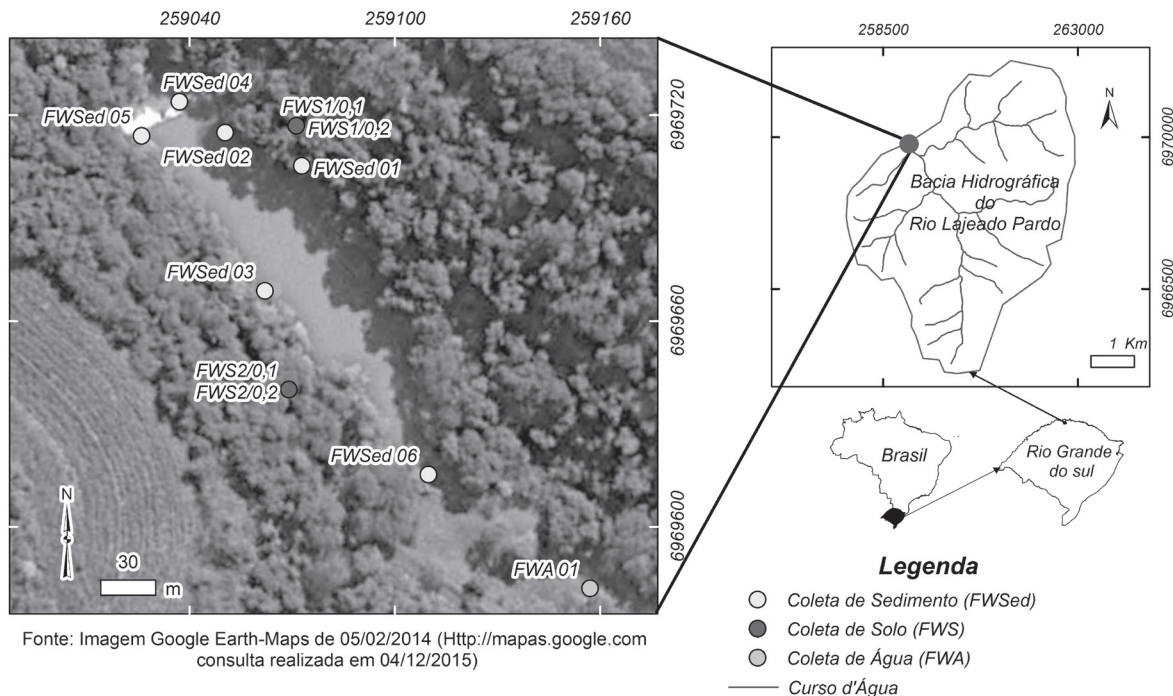 259040
259100
259160
FWSed 04
FWSed 05
FWS1/0,1
FWS1/0,2
FWSed 02
FWSed 01
FWSed 03
FWS2/0,1
FWS2/0,2
FWSed 06
FWA 01
N
30
m
6969720
6969660
6969600
Fonte: Imagem Google Earth-Maps de 05/02/2014 (Http://mapas.google.com
consulta realizada em 04/12/2015)
258500
263000
N
6970000
6966500
Bacia Hidrográfica
do
Rio Lajeado Pardo
1 Km
Brasil
Rio Grande
do sul
Legenda
Coleta de Sedimento (FWSed)
Coleta de Solo (FWS)
Coleta de Água (FWA)
Curso d'Água